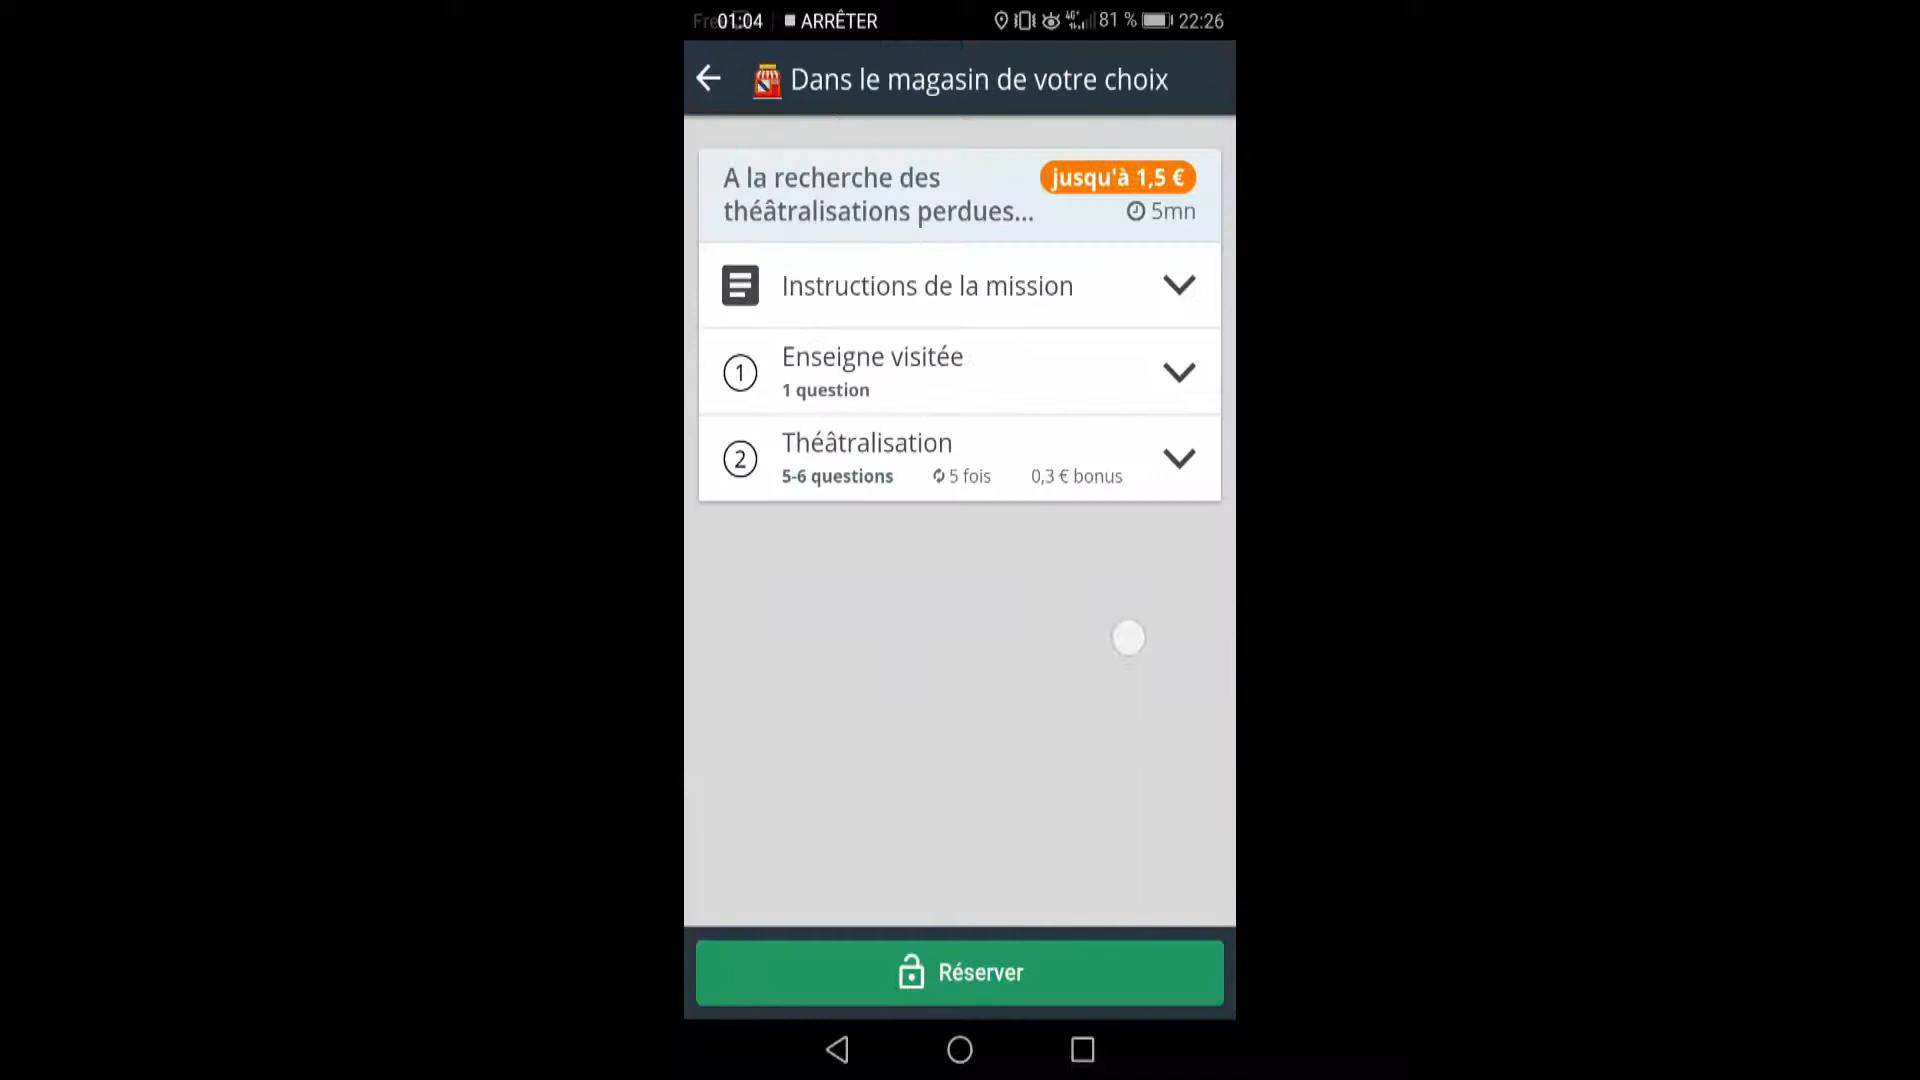 01:04 ARRÊTER 81 % 22:26
Dans le magasin de votre choix
A la recherche des
théâtralisations perdues...
jusqu'à 1,5 €
5mn
Instructions de la mission
1 Enseigne visitée
1 question
2 Théâtralisation
5-6 questions 5 fois 0,3 € bonus
Réserver